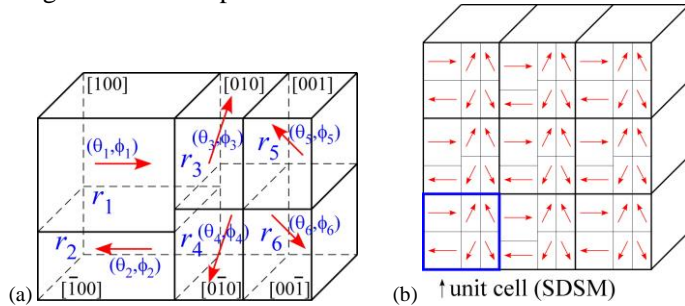 [100]
[010]
[001]
(θ1,ϕ1)
(θ3,ϕ3)
(θ5,ϕ5)
r3
r5
r1
r2
(θ2,ϕ2)
r4
(θ4,ϕ4)
r6
(θ6,ϕ6)
[1̄00]
[01̄0]
[001̄]
(a)
(b)
↑ unit cell (SDSM)